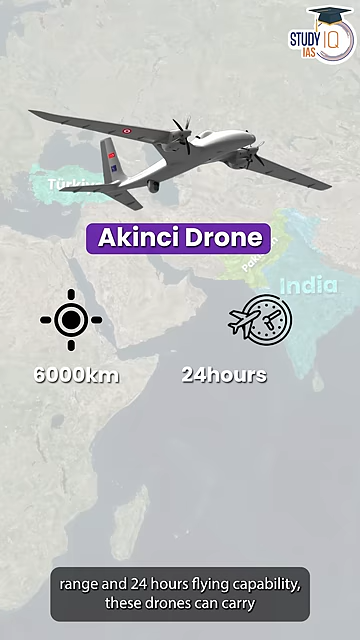 STUDY IQ
IAS
Türkiye
Akinci Drone
Pakistan
India
6000km
24hours
range and 24 hours flying capability,
these drones can carry